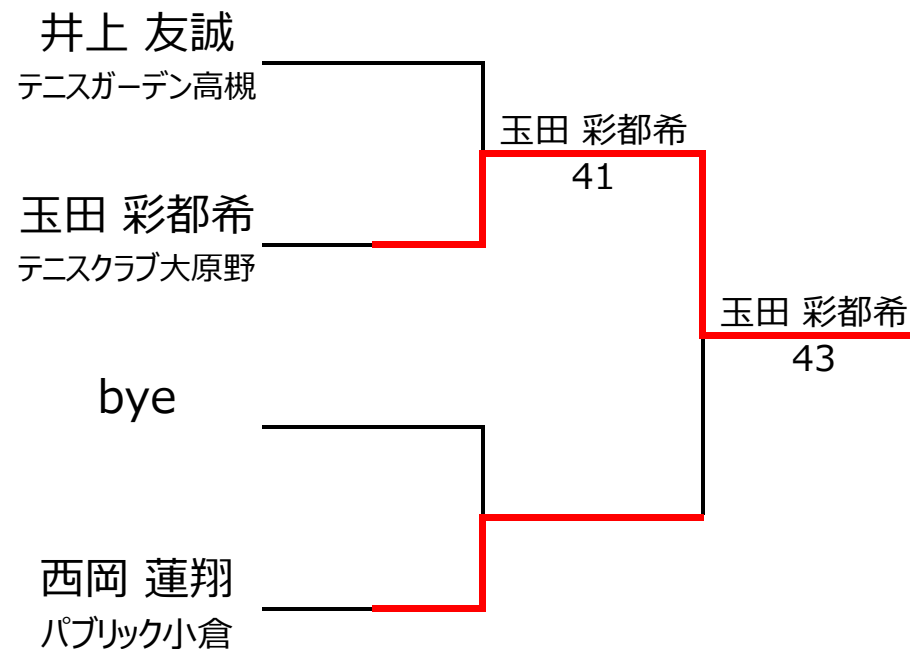 井上 友誠
テニスガーデン高槻
玉田 彩都希
41
玉田 彩都希
テニスクラブ大原野
玉田 彩都希
43
bye
西岡 蓮翔
パブリック小倉